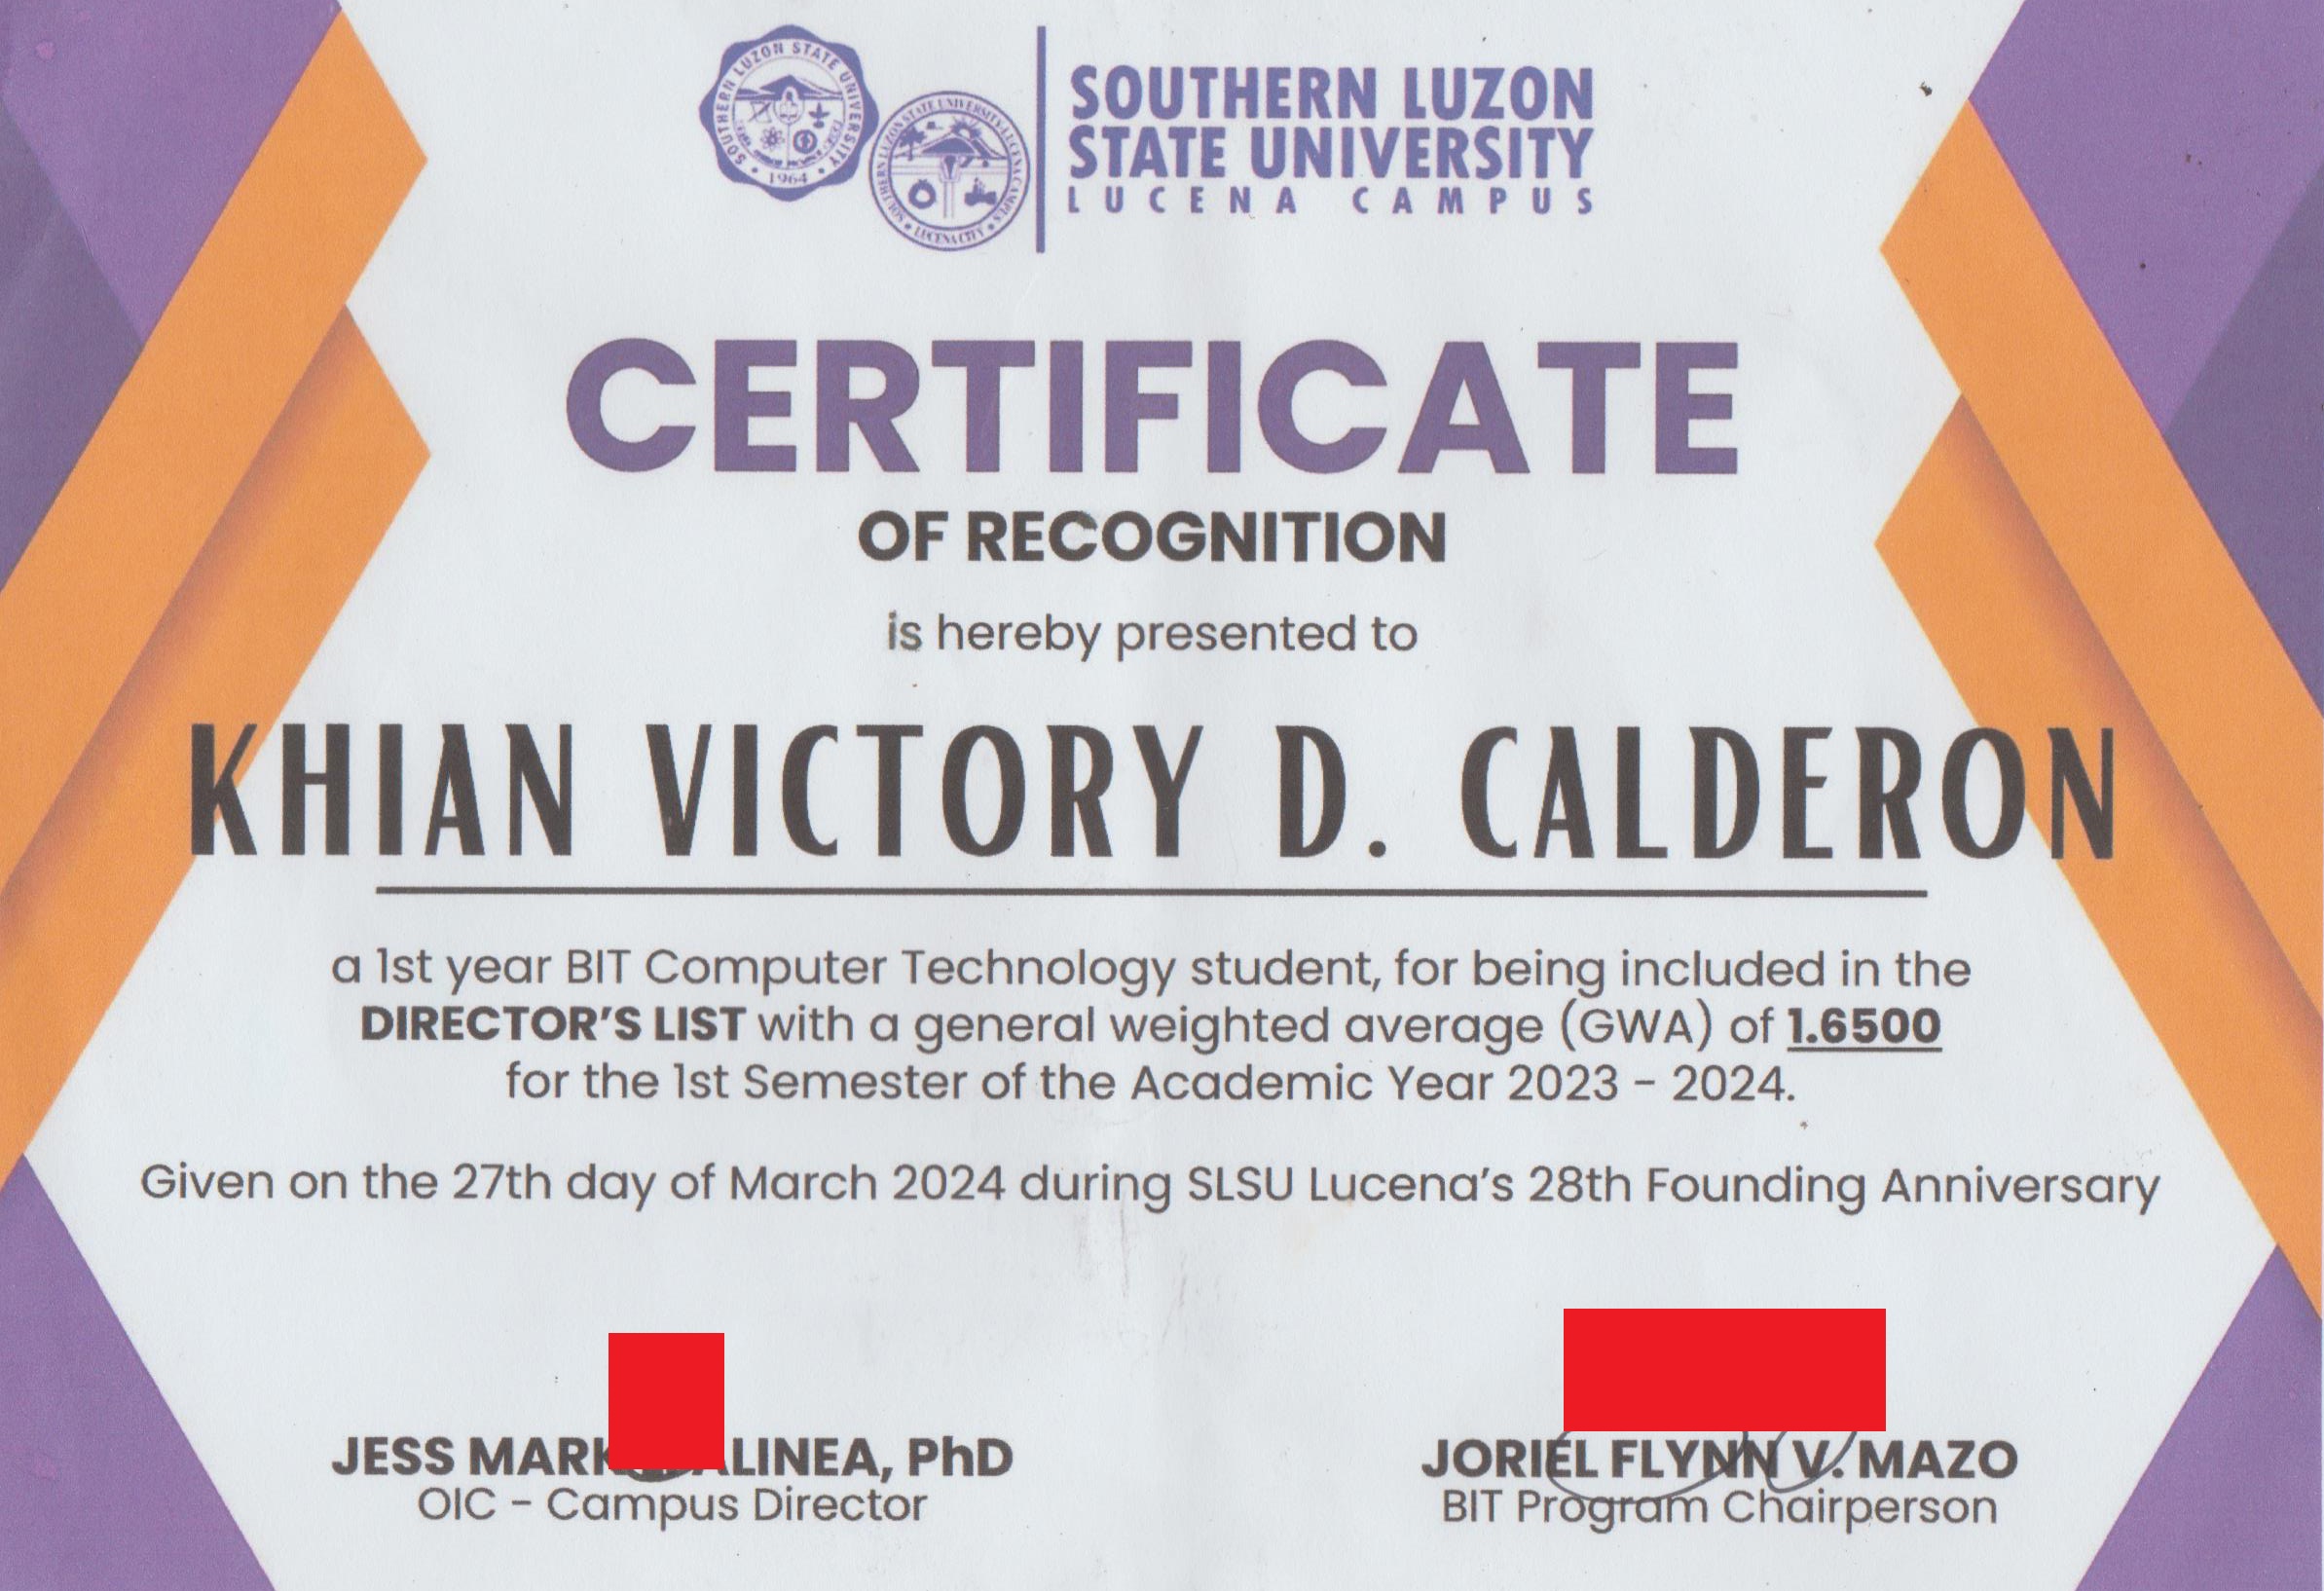 SOUTHERN LUZON STATE UNIVERSITY
• 1964 •
SOUTHERN LUZON STATE UNIVERSITY LUCENA CAMPUS
• LUCENA CITY •
SOUTHERN LUZON
STATE UNIVERSITY
LUCENA CAMPUS
CERTIFICATE
OF RECOGNITION
is hereby presented to
KHIAN VICTORY D. CALDERON
a 1st year BIT Computer Technology student, for being included in the
DIRECTOR'S LIST with a general weighted average (GWA) of 1.6500
for the 1st Semester of the Academic Year 2023 - 2024.
Given on the 27th day of March 2024 during SLSU Lucena's 28th Founding Anniversary
JESS MARK LINEA, PhD
OIC - Campus Director
JORIEL FLYNN V. MAZO
BIT Program Chairperson